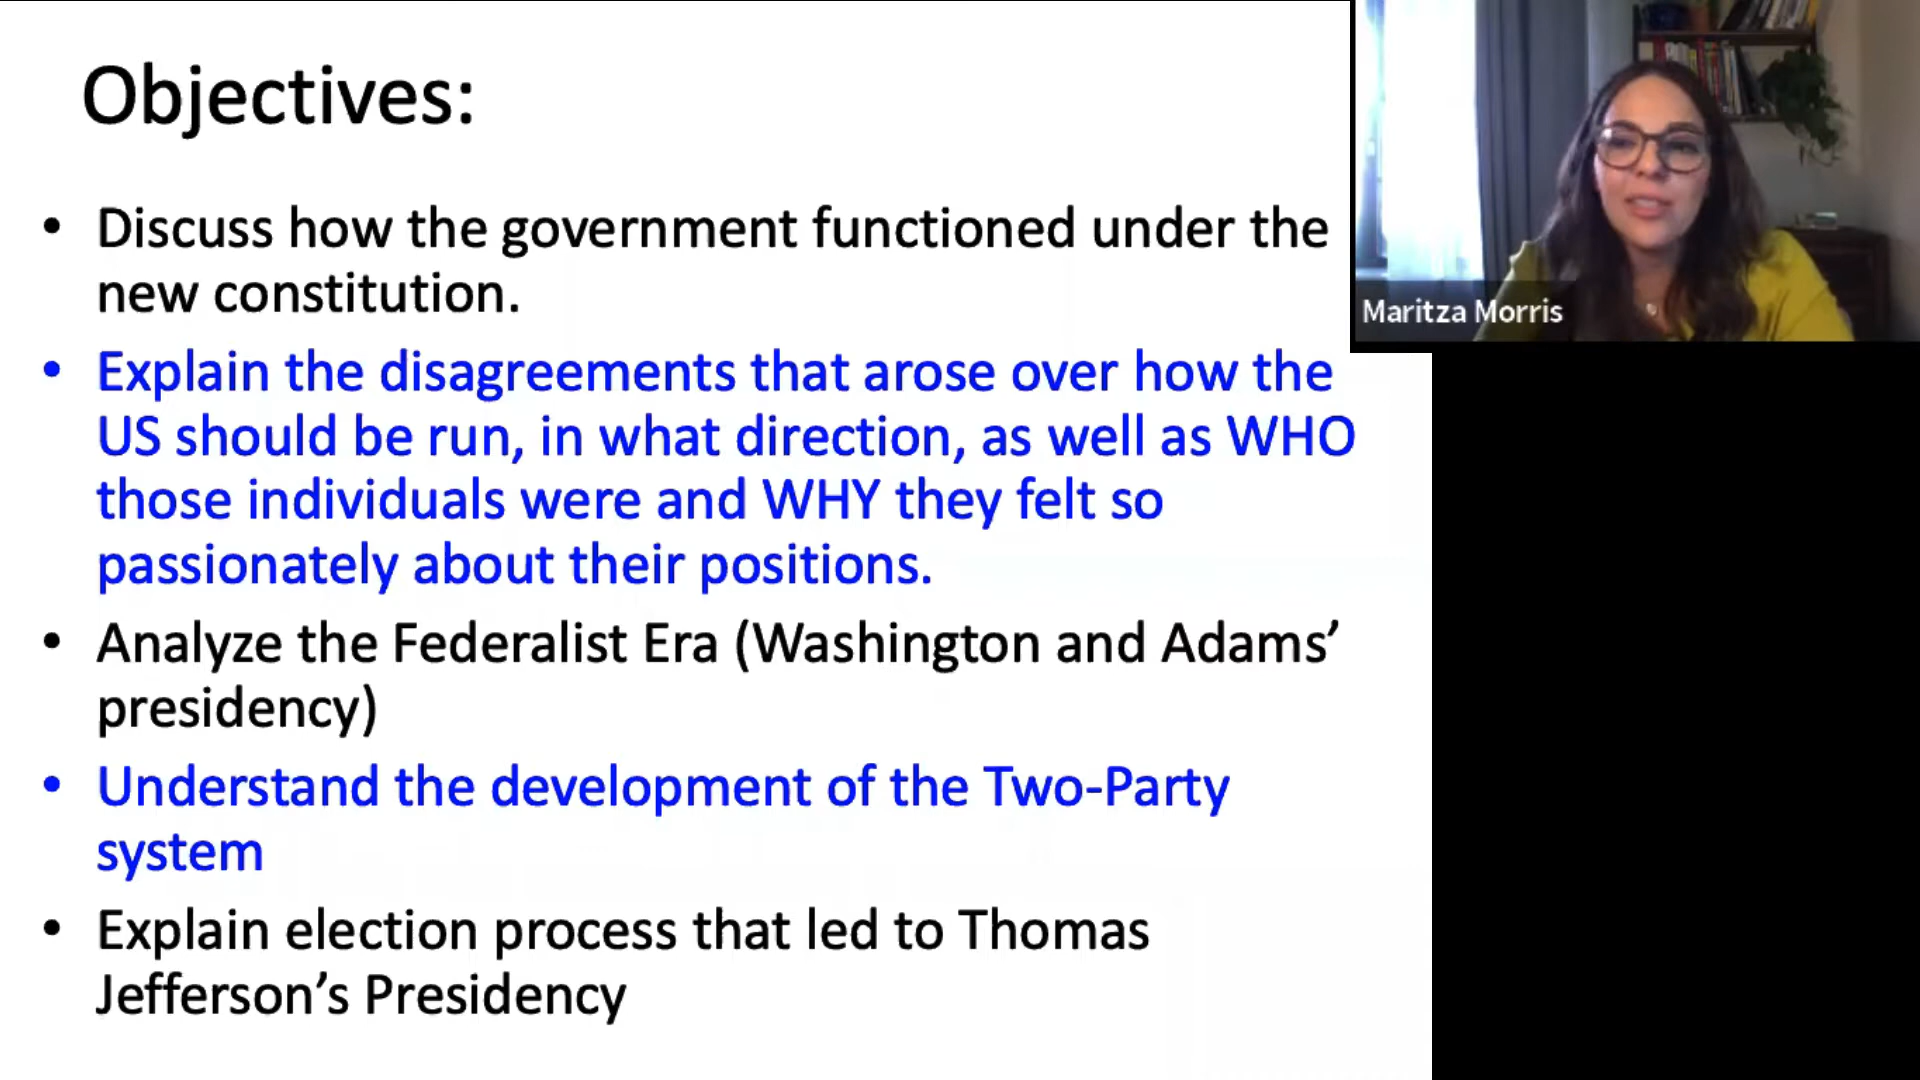 Objectives:
• Discuss how the government functioned under the
new constitution.
• Explain the disagreements that arose over how the
US should be run, in what direction, as well as WHO
those individuals were and WHY they felt so
passionately about their positions.
• Analyze the Federalist Era (Washington and Adams’
presidency)
• Understand the development of the Two-Party
system
• Explain election process that led to Thomas
Jefferson’s Presidency
Maritza Morris